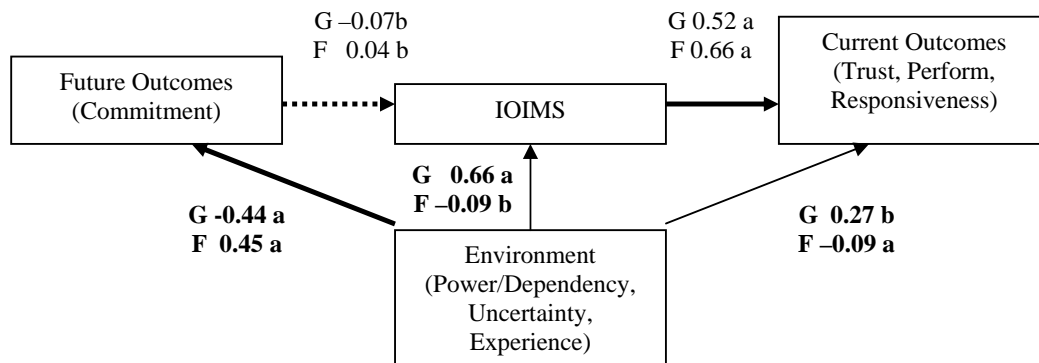 G –0.07b
F 0.04 b
G 0.52 a
F 0.66 a
Future Outcomes
(Commitment)
IOIMS
Current Outcomes
(Trust, Perform,
Responsiveness)
G -0.44 a
F 0.45 a
G 0.66 a
F –0.09 b
G 0.27 b
F –0.09 a
Environment
(Power/Dependency,
Uncertainty,
Experience)